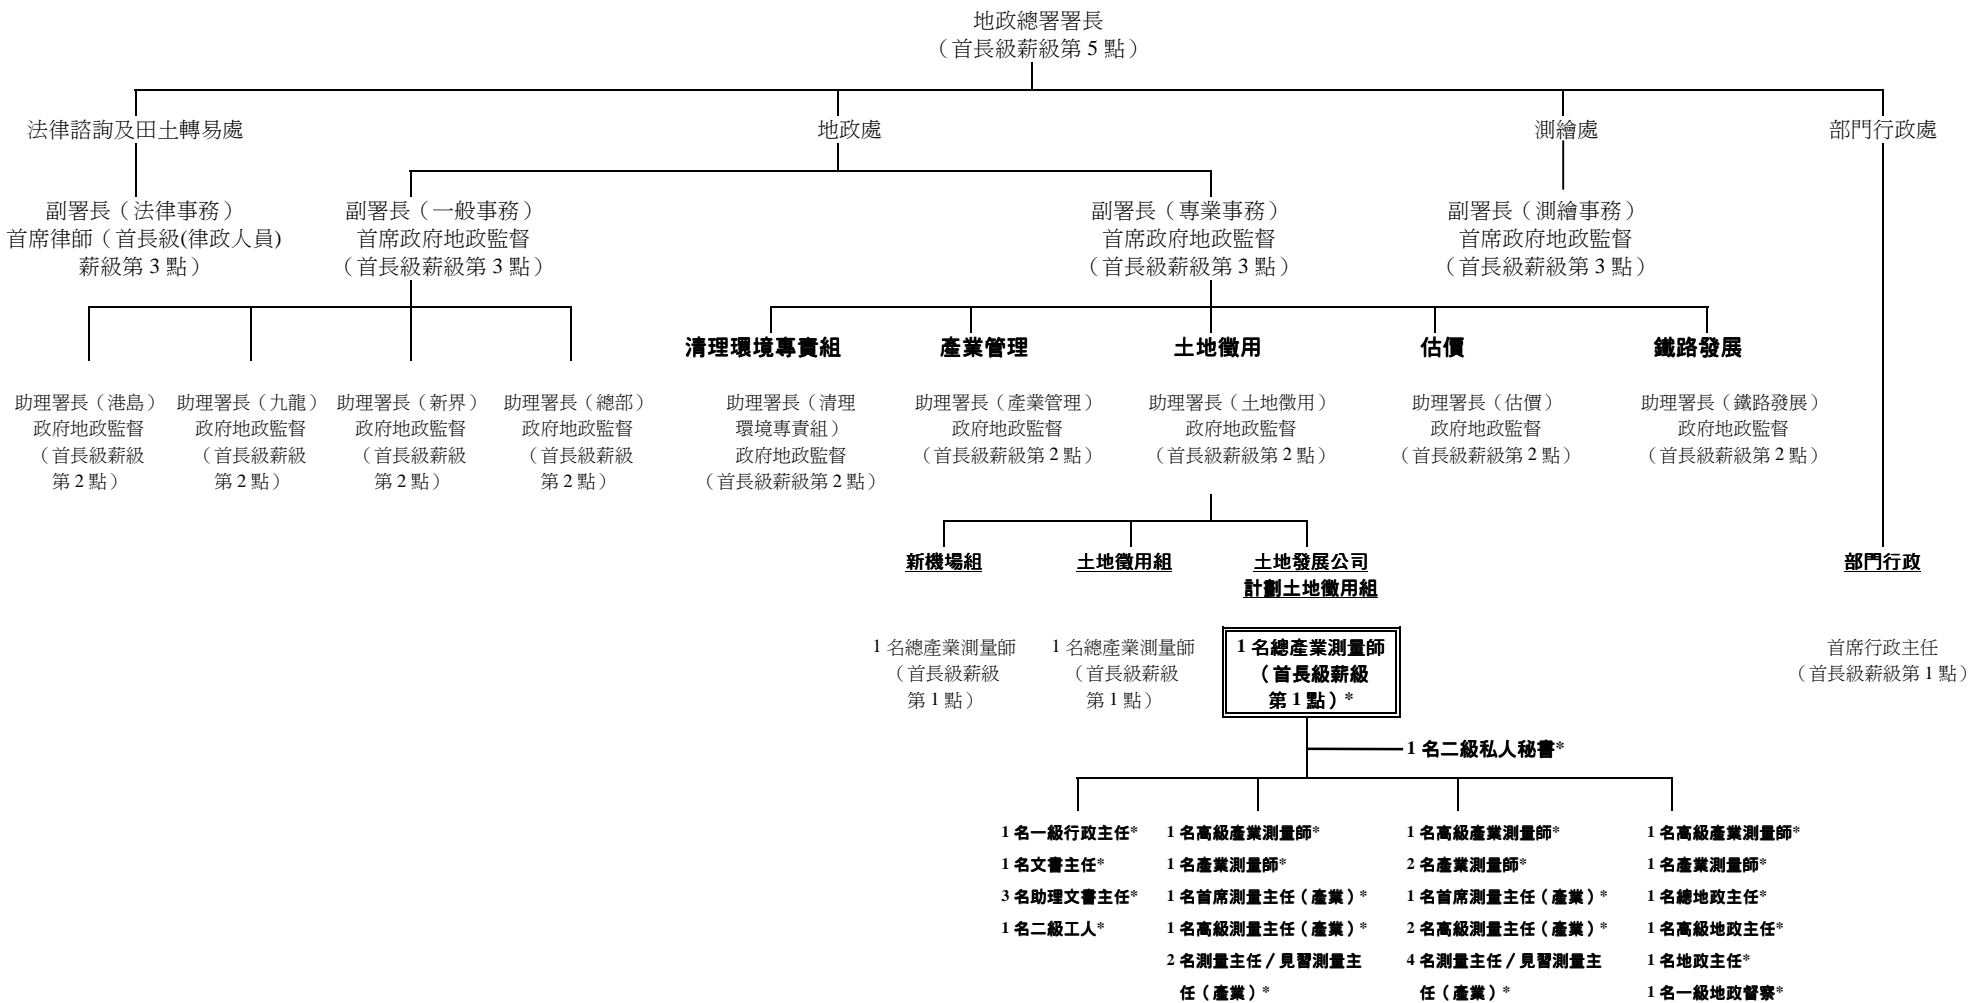 地政總署署長
（首長級薪級第 5 點）
法律諮詢及田土轉易處
地政處
測繪處
部門行政處
副署長（法律事務）
首席律師（首長級(律政人員)
薪級第 3 點）
副署長（一般事務）
首席政府地政監督
（首長級薪級第 3 點）
副署長（專業事務）
首席政府地政監督
（首長級薪級第 3 點）
副署長（測繪事務）
首席政府地政監督
（首長級薪級第 3 點）
清理環境專責組
產業管理
土地徵用
估價
鐵路發展
助理署長（港島）
政府地政監督
（首長級薪級
第 2 點）
助理署長（九龍）
政府地政監督
（首長級薪級
第 2 點）
助理署長（新界）
政府地政監督
（首長級薪級
第 2 點）
助理署長（總部）
政府地政監督
（首長級薪級
第 2 點）
助理署長（清理
環境專責組）
政府地政監督
（首長級薪級第 2 點）
助理署長（產業管理）
政府地政監督
（首長級薪級第 2 點）
助理署長（土地徵用）
政府地政監督
（首長級薪級第 2 點）
助理署長（估價）
政府地政監督
（首長級薪級第 2 點）
助理署長（鐵路發展）
政府地政監督
（首長級薪級第 2 點）
新機場組
土地徵用組
土地發展公司
計劃土地徵用組
部門行政
1 名總產業測量師
（首長級薪級
第 1 點）
1 名總產業測量師
（首長級薪級
第 1 點）
1 名總產業測量師
（首長級薪級
第 1 點）*
首席行政主任
（首長級薪級第 1 點）
1 名二級私人秘書*
1 名一級行政主任*
1 名文書主任*
3 名助理文書主任*
1 名二級工人*
1 名高級產業測量師*
1 名產業測量師*
1 名首席測量主任（產業）*
1 名高級測量主任（產業）*
2 名測量主任／見習測量主
任（產業）*
1 名高級產業測量師*
2 名產業測量師*
1 名首席測量主任（產業）*
2 名高級測量主任（產業）*
4 名測量主任／見習測量主
任（產業）*
1 名高級產業測量師*
1 名產業測量師*
1 名總地政主任*
1 名高級地政主任*
1 名地政主任*
1 名一級地政督察*